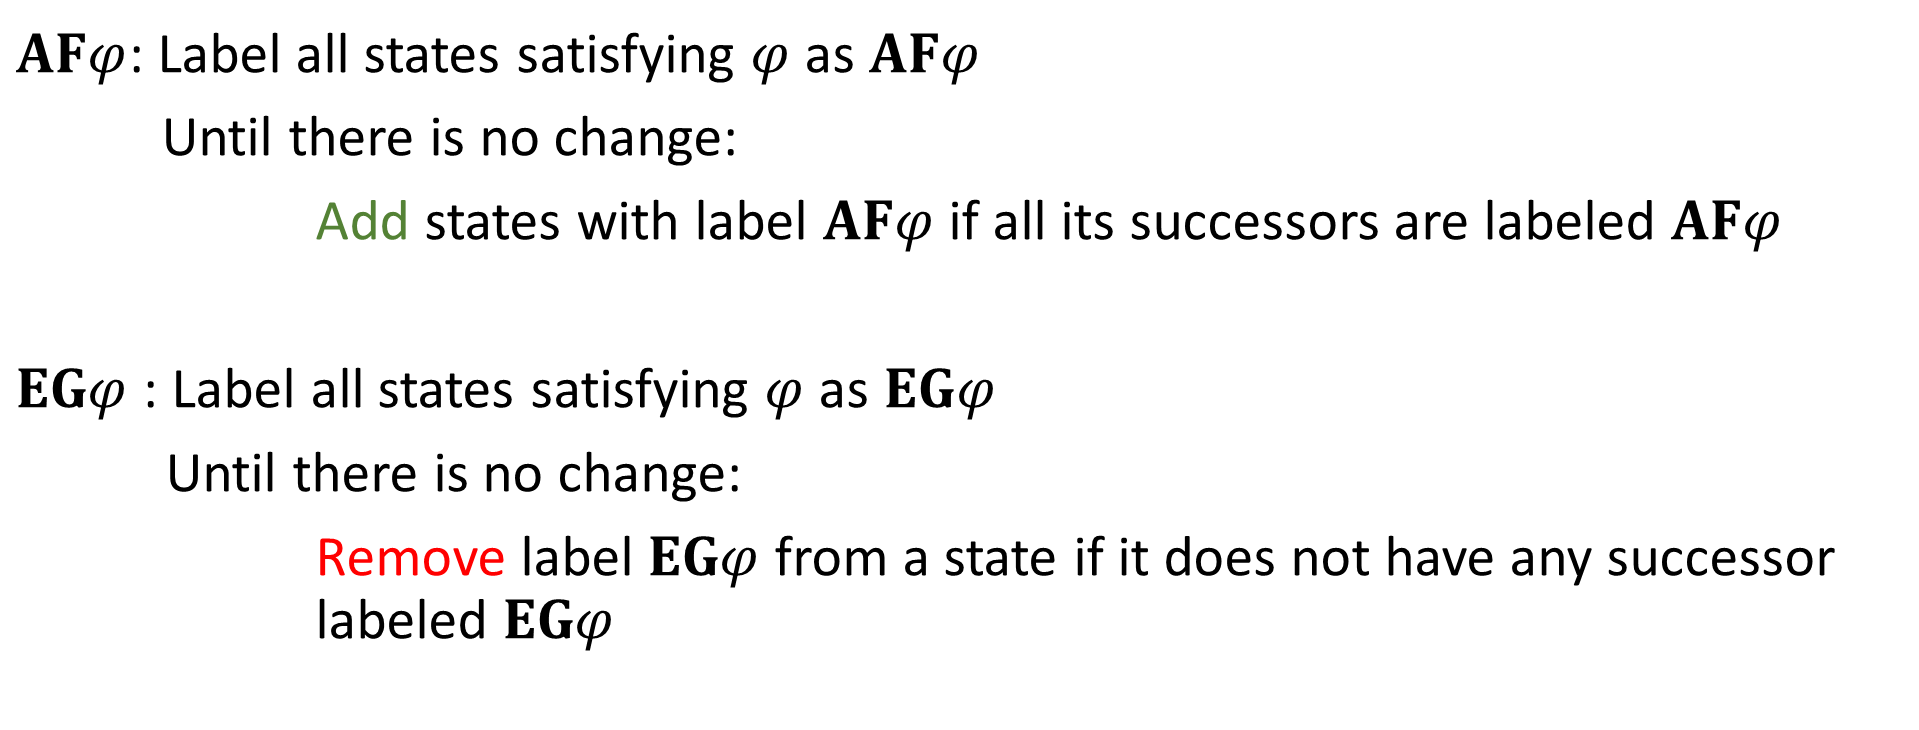 AFφ: Label all states satisfying φ as AFφ
Until there is no change:
Add states with label AFφ if all its successors are labeled AFφ
EGφ : Label all states satisfying φ as EGφ
Until there is no change:
Remove label EGφ from a state if it does not have any successor
labeled EGφ